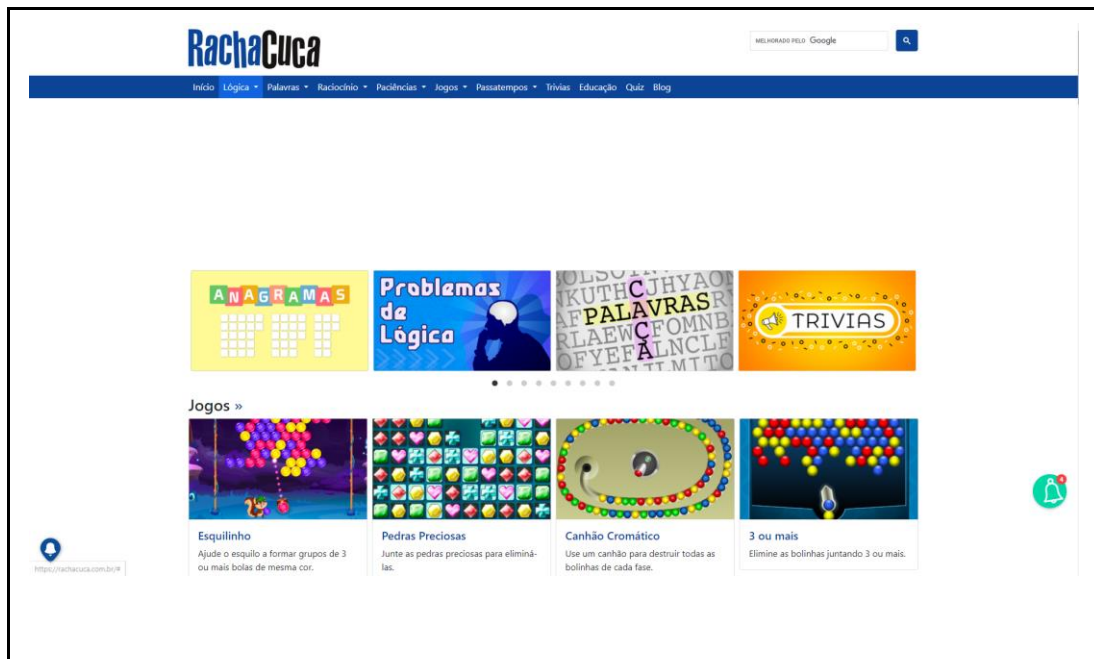 RachaCuca
MELHORADO PELO Google
Início Lógica Palavras Raciocínio Paciências Jogos Passatempos Trivias Educação Quiz Blog
ANAGRAMAS
Problemas
de
Lógica
PALAVRAS
CAÇA
TRIVIAS
Jogos »
Esquilinho
Ajude o esquilo a formar grupos de 3
ou mais bolas de mesma cor.
Pedras Preciosas
Junte as pedras preciosas para eliminá-
las.
Canhão Cromático
Use um canhão para destruir todas as
bolinhas de cada fase.
3 ou mais
Elimine as bolinhas juntando 3 ou mais.
4
https://rachacuca.com.br/#